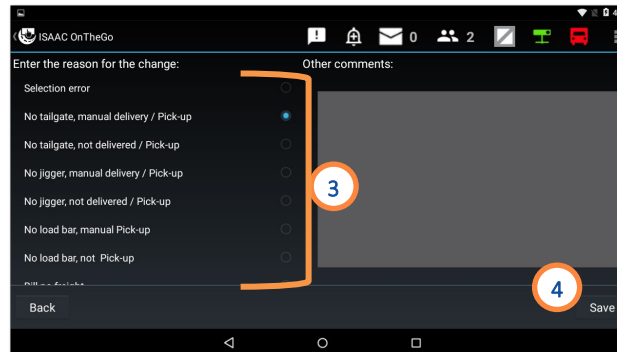 ISAAC OnTheGo
0
2
Enter the reason for the change:
Other comments:
Selection error
No tailgate, manual delivery / Pick-up
No tailgate, not delivered / Pick-up
No jigger, manual delivery / Pick-up
3
No jigger, not delivered / Pick-up
No load bar, manual Pick-up
No load bar, not Pick-up
4
Back
Save